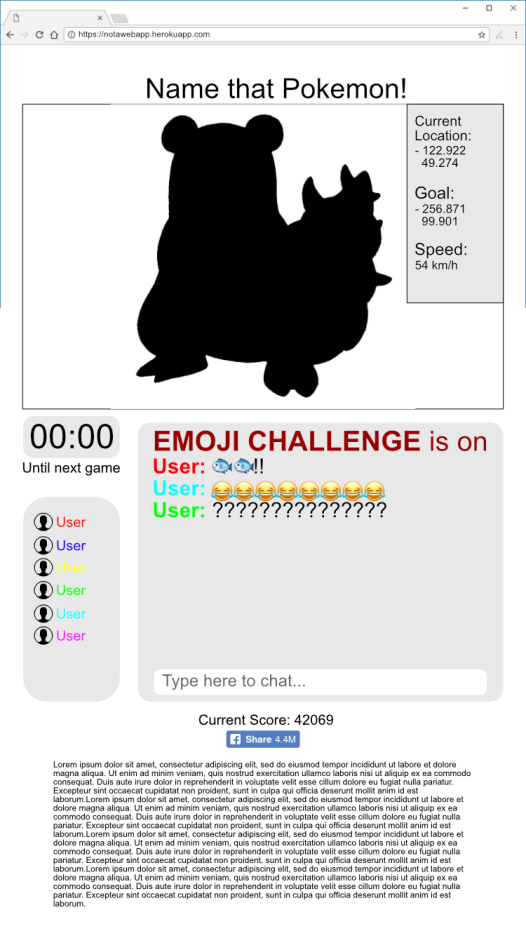 https://notawebapp.herokuapp.com
Name that Pokemon!
Current
Location:
- 122.922
49.274
Goal:
- 256.871
99.901
Speed:
54 km/h
00:00
Until next game
EMOJI CHALLENGE is on
User: 🐟🐟!!
User: 😂😂😂😂😂😂😂😂
User: ???????????????
User
User
User
User
User
User
Type here to chat...
Current Score: 42069
Share 4.4M
Lorem ipsum dolor sit amet, consectetur adipiscing elit, sed do eiusmod tempor incididunt ut labore et dolore
magna aliqua. Ut enim ad minim veniam, quis nostrud exercitation ullamco laboris nisi ut aliquip ex ea commodo
consequat. Duis aute irure dolor in reprehenderit in voluptate velit esse cillum dolore eu fugiat nulla pariatur.
Excepteur sint occaecat cupidatat non proident, sunt in culpa qui officia deserunt mollit anim id est
laborum.Lorem ipsum dolor sit amet, consectetur adipiscing elit, sed do eiusmod tempor incididunt ut labore et
dolore magna aliqua. Ut enim ad minim veniam, quis nostrud exercitation ullamco laboris nisi ut aliquip ex ea
commodo consequat. Duis aute irure dolor in reprehenderit in voluptate velit esse cillum dolore eu fugiat nulla
pariatur. Excepteur sint occaecat cupidatat non proident, sunt in culpa qui officia deserunt mollit anim id est
laborum.Lorem ipsum dolor sit amet, consectetur adipiscing elit, sed do eiusmod tempor incididunt ut labore et
dolore magna aliqua. Ut enim ad minim veniam, quis nostrud exercitation ullamco laboris nisi ut aliquip ex ea
commodo consequat. Duis aute irure dolor in reprehenderit in voluptate velit esse cillum dolore eu fugiat nulla
pariatur. Excepteur sint occaecat cupidatat non proident, sunt in culpa qui officia deserunt mollit anim id est
laborum.Lorem ipsum dolor sit amet, consectetur adipiscing elit, sed do eiusmod tempor incididunt ut labore et
dolore magna aliqua. Ut enim ad minim veniam, quis nostrud exercitation ullamco laboris nisi ut aliquip ex ea
commodo consequat. Duis aute irure dolor in reprehenderit in voluptate velit esse cillum dolore eu fugiat nulla
pariatur. Excepteur sint occaecat cupidatat non proident, sunt in culpa qui officia deserunt mollit anim id est
laborum.